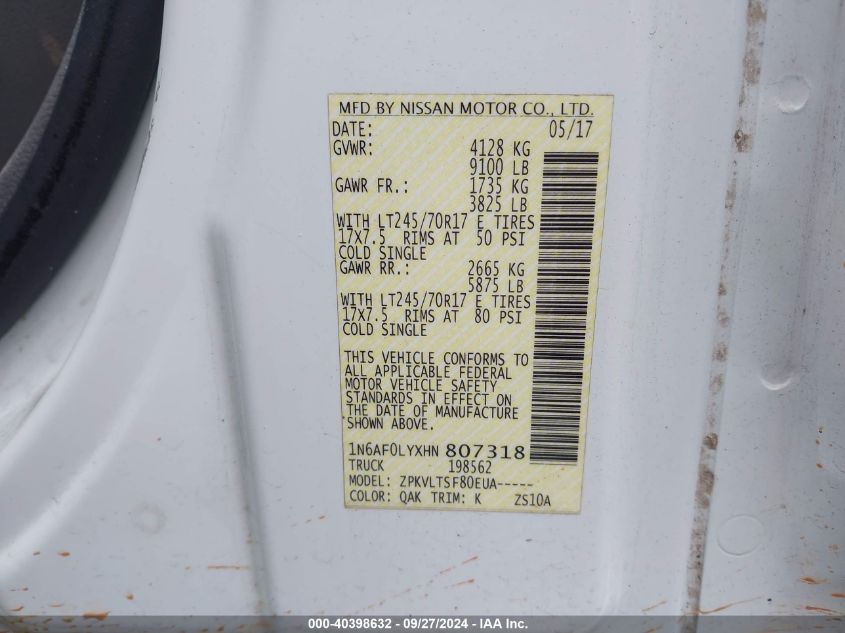 MFD BY NISSAN MOTOR CO., LTD.
DATE: 05/17
GVWR: 4128 KG
9100 LB
GAWR FR.: 1735 KG
3825 LB
WITH LT245/70R17 E TIRES
17X7.5 RIMS AT 50 PSI
COLD SINGLE
GAWR RR.: 2665 KG
5875 LB
WITH LT245/70R17 E TIRES
17X7.5 RIMS AT 80 PSI
COLD SINGLE
THIS VEHICLE CONFORMS TO
ALL APPLICABLE FEDERAL
MOTOR VEHICLE SAFETY
STANDARDS IN EFFECT ON
THE DATE OF MANUFACTURE
SHOWN ABOVE.
1N6AF0LYXHN 807318
TRUCK 198562
MODEL: ZPKVLTSF80EUA-----
COLOR: QAK TRIM: K ZS10A
000-40398632 - 09/27/2024 - IAA Inc.